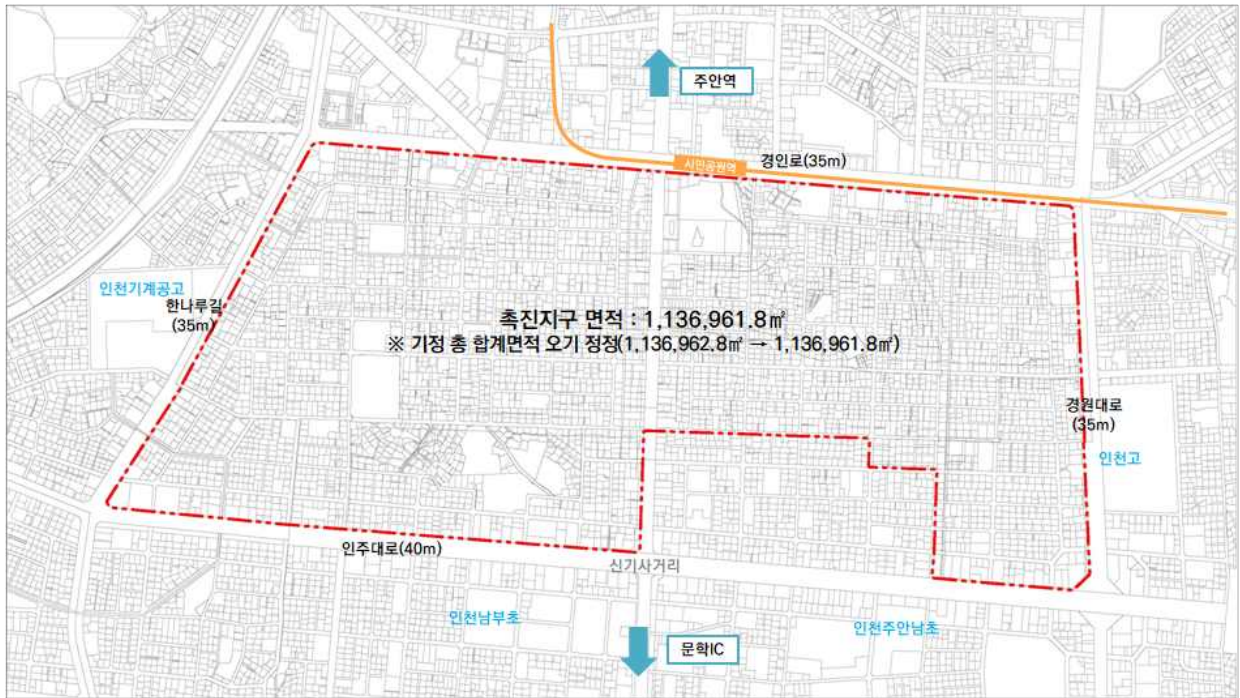 주안역
시민공원역
경인로(35m)
인천기계공고
한나루길
(35m)
촉진지구 면적 : 1,136,961.8㎡
※ 기정 총 합계면적 오기 정정(1,136,962.8㎡ → 1,136,961.8㎡)
경원대로
(35m)
인천고
인주대로(40m)
신기사거리
인천남부초
인천주안남초
문학IC